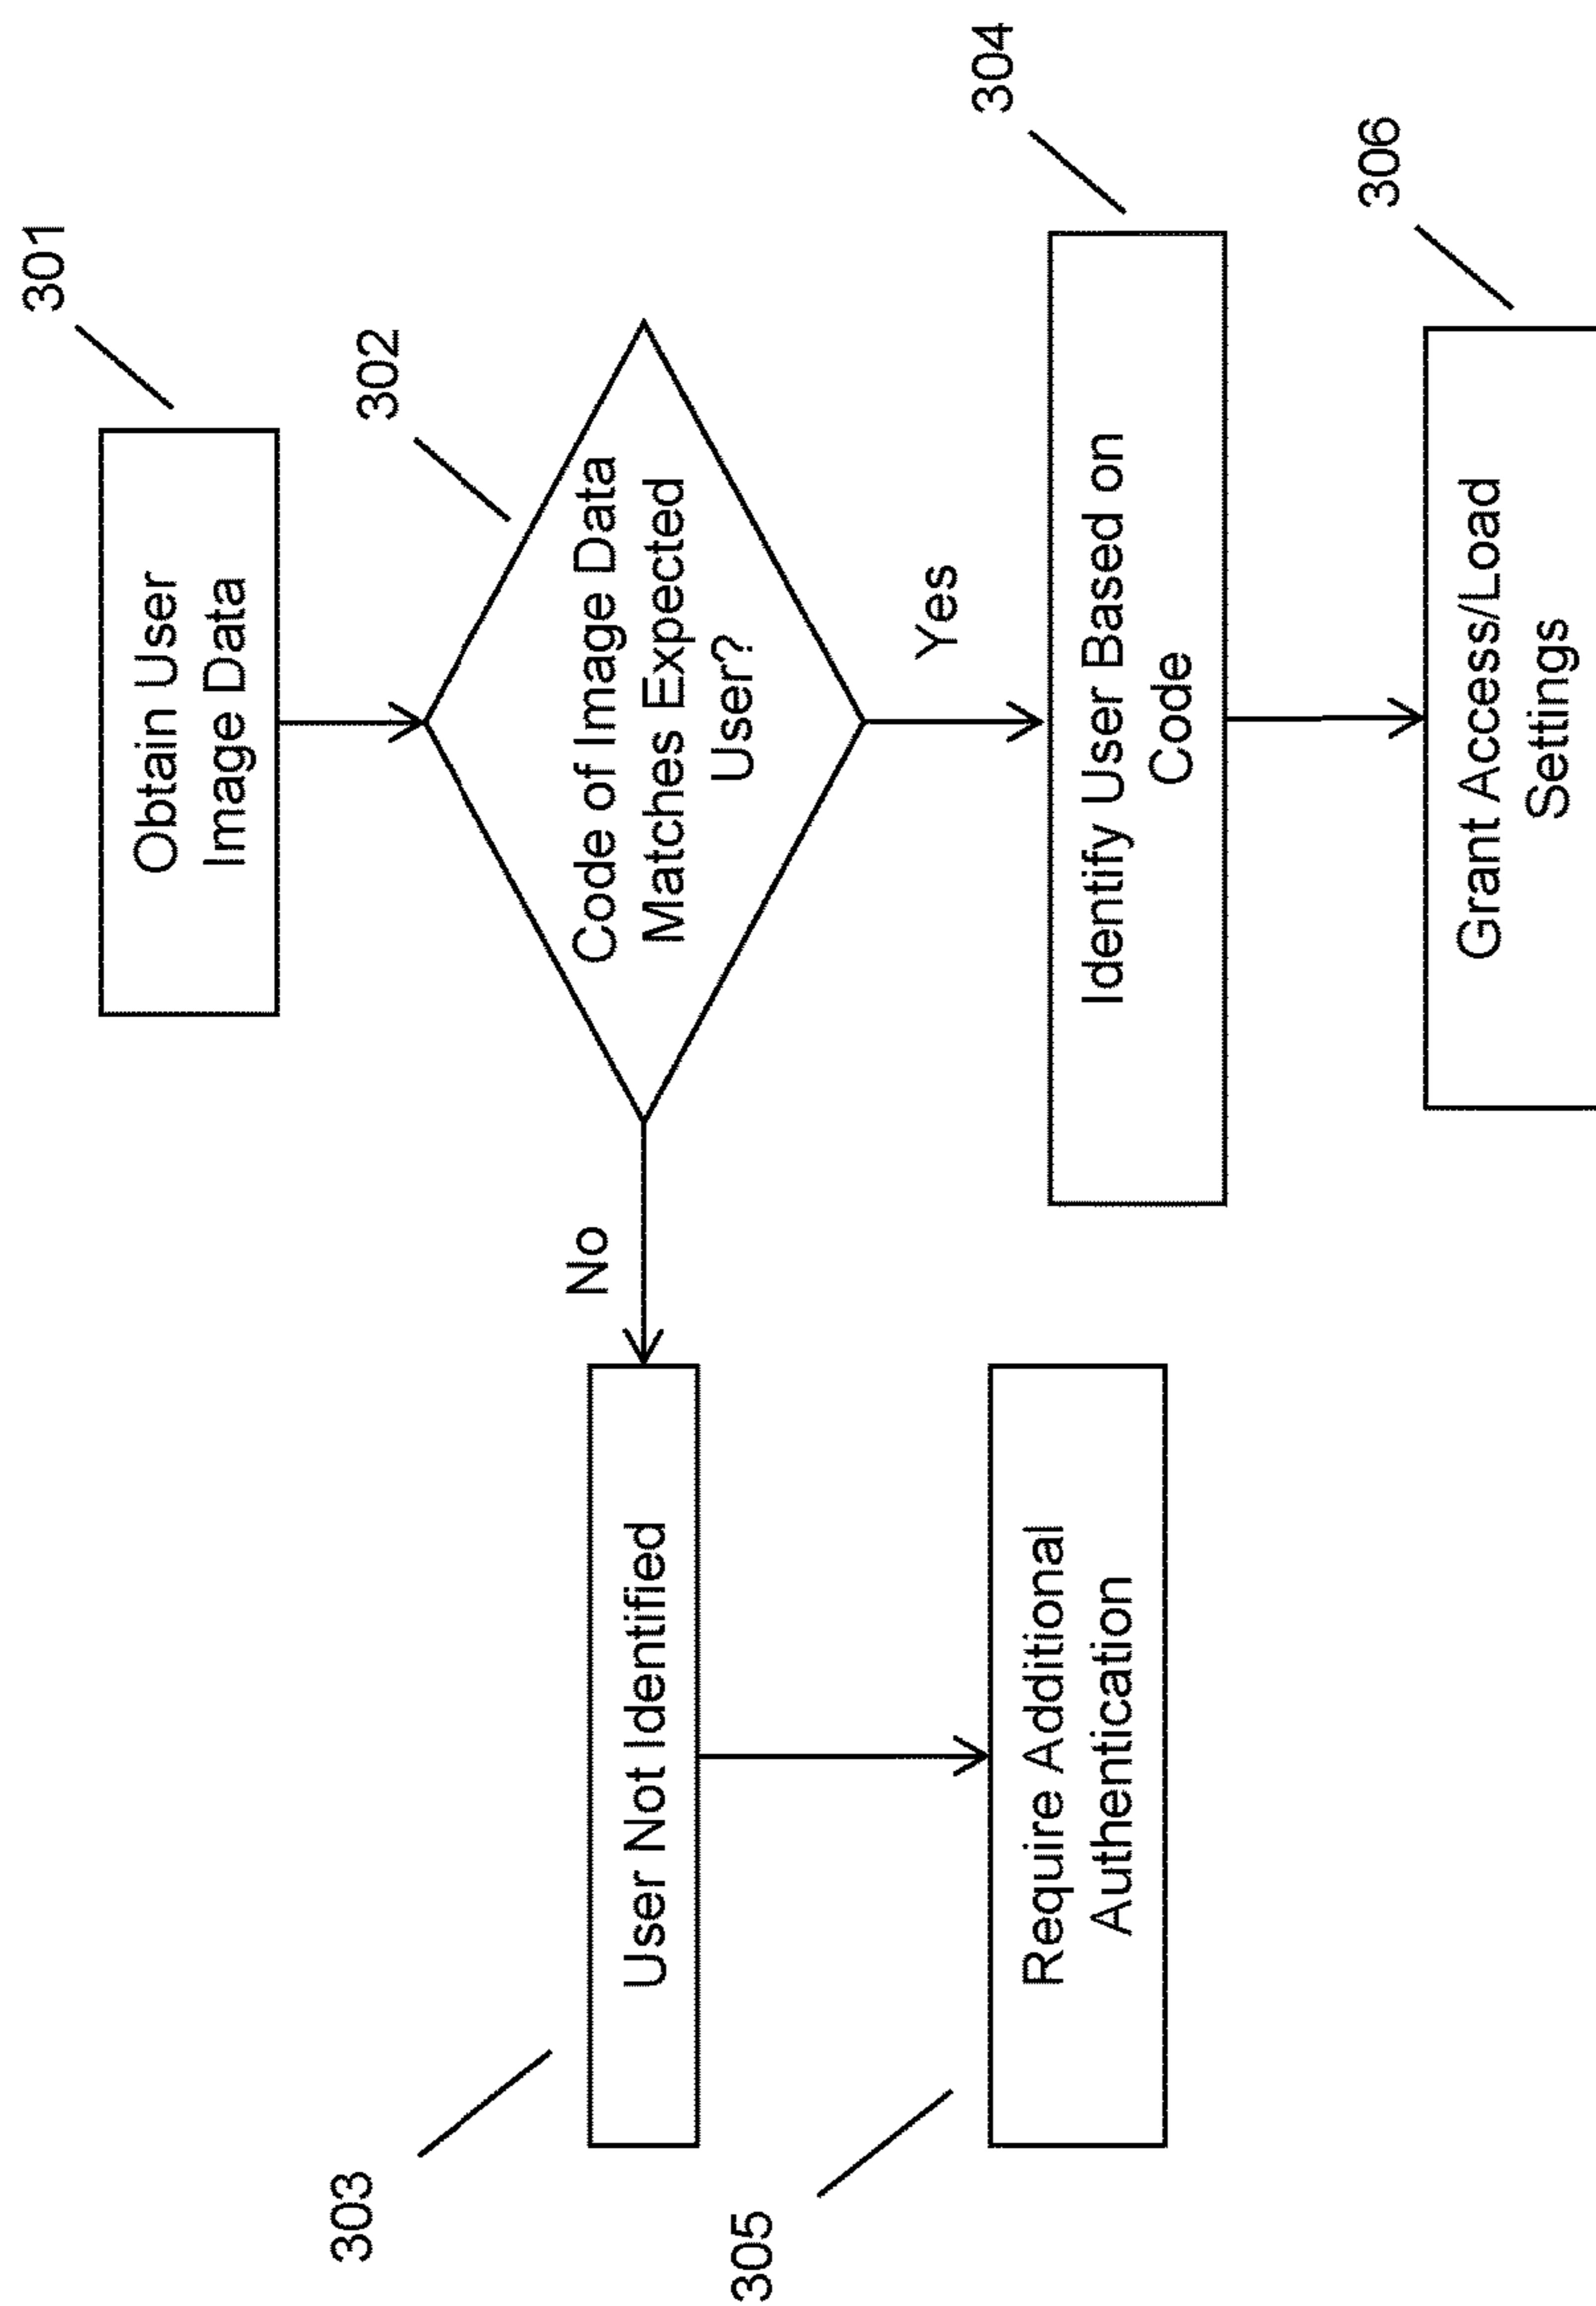 301
Obtain User
Image Data
302
Code of Image Data
Matches Expected
User?
No
Yes
303
User Not Identified
304
Identify User Based on
Code
305
Require Additional
Authentication
306
Grant Access/Load
Settings